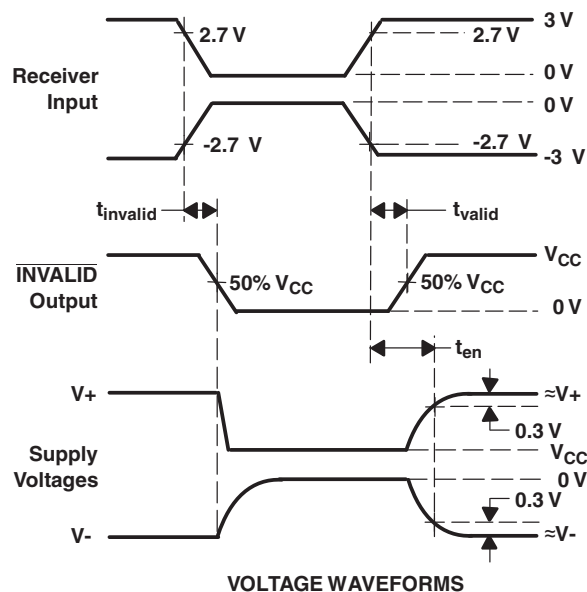 3 V
2.7 V
2.7 V
Receiver
Input
0 V
0 V
-2.7 V
-2.7 V
-3 V
tinvalid
tvalid
INVALID
Output
VCC
50% VCC
50% VCC
0 V
ten
V+
≈V+
0.3 V
Supply
Voltages
VCC
0 V
0.3 V
V-
≈V-
VOLTAGE WAVEFORMS